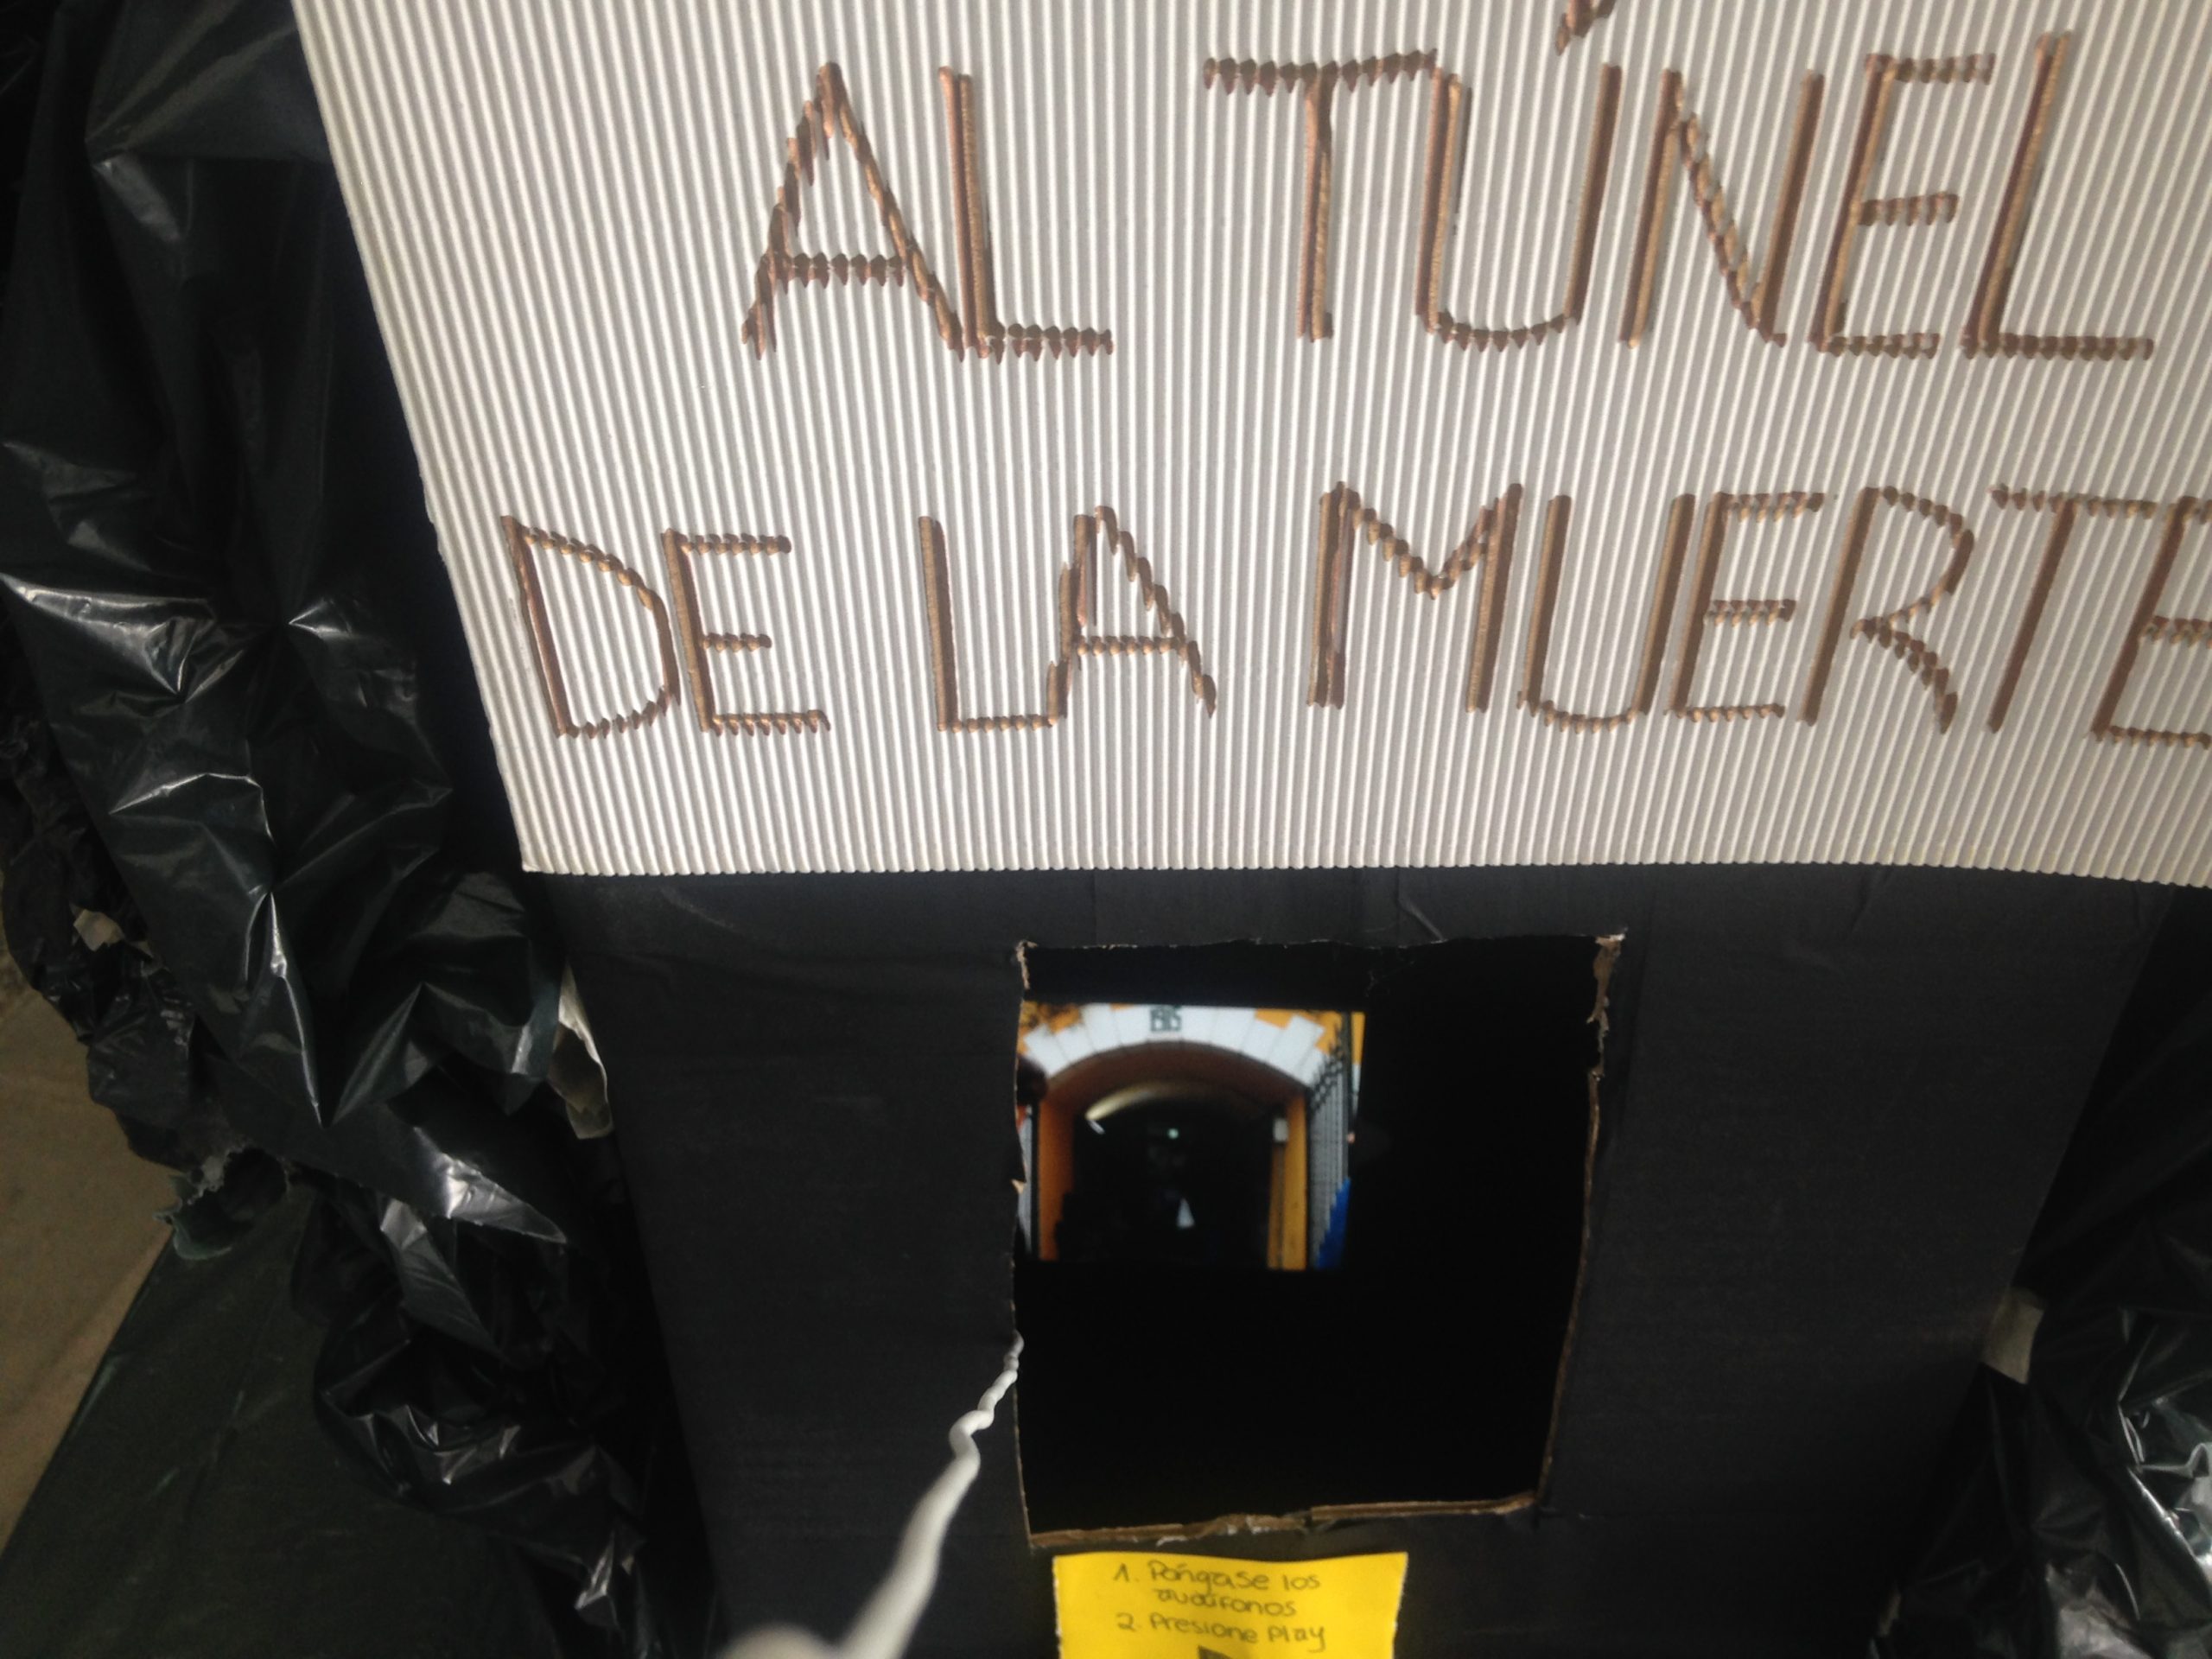 AL TÚNEL
DE LA MUERTE
1. Póngase los
audífonos
2. Presione Play